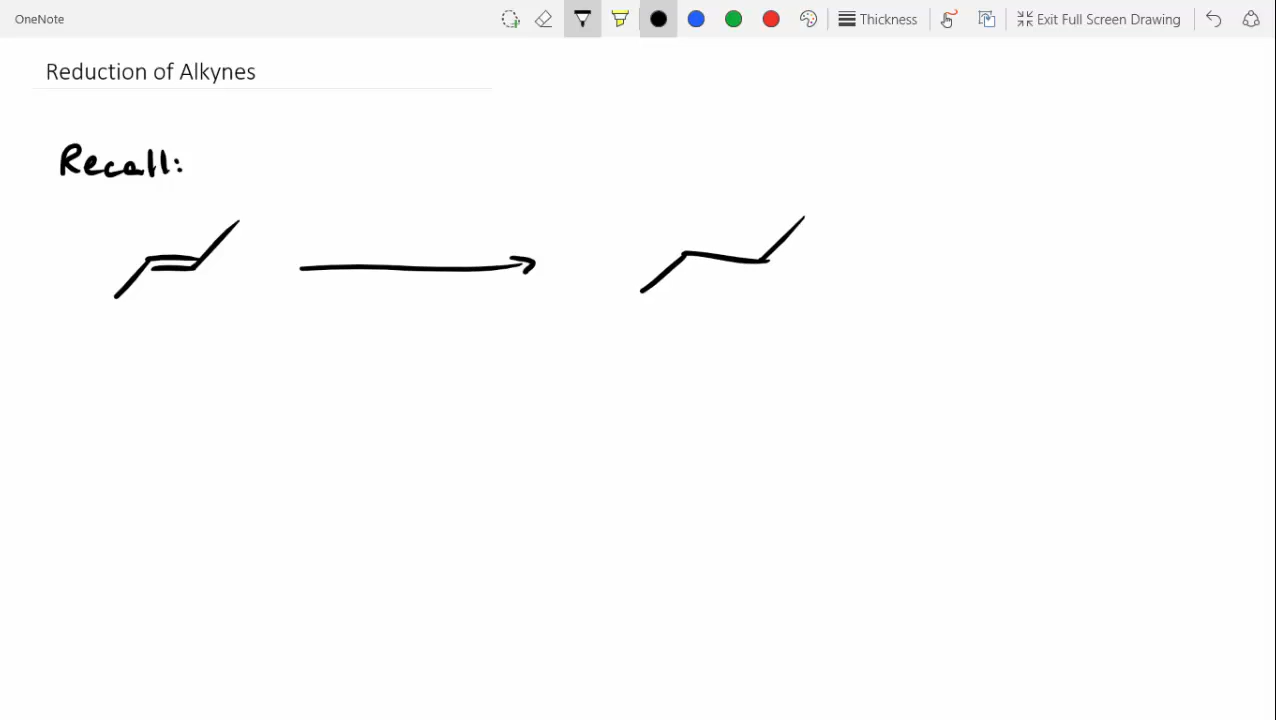 OneNote
Thickness
Exit Full Screen Drawing
Reduction of Alkynes
Recall: